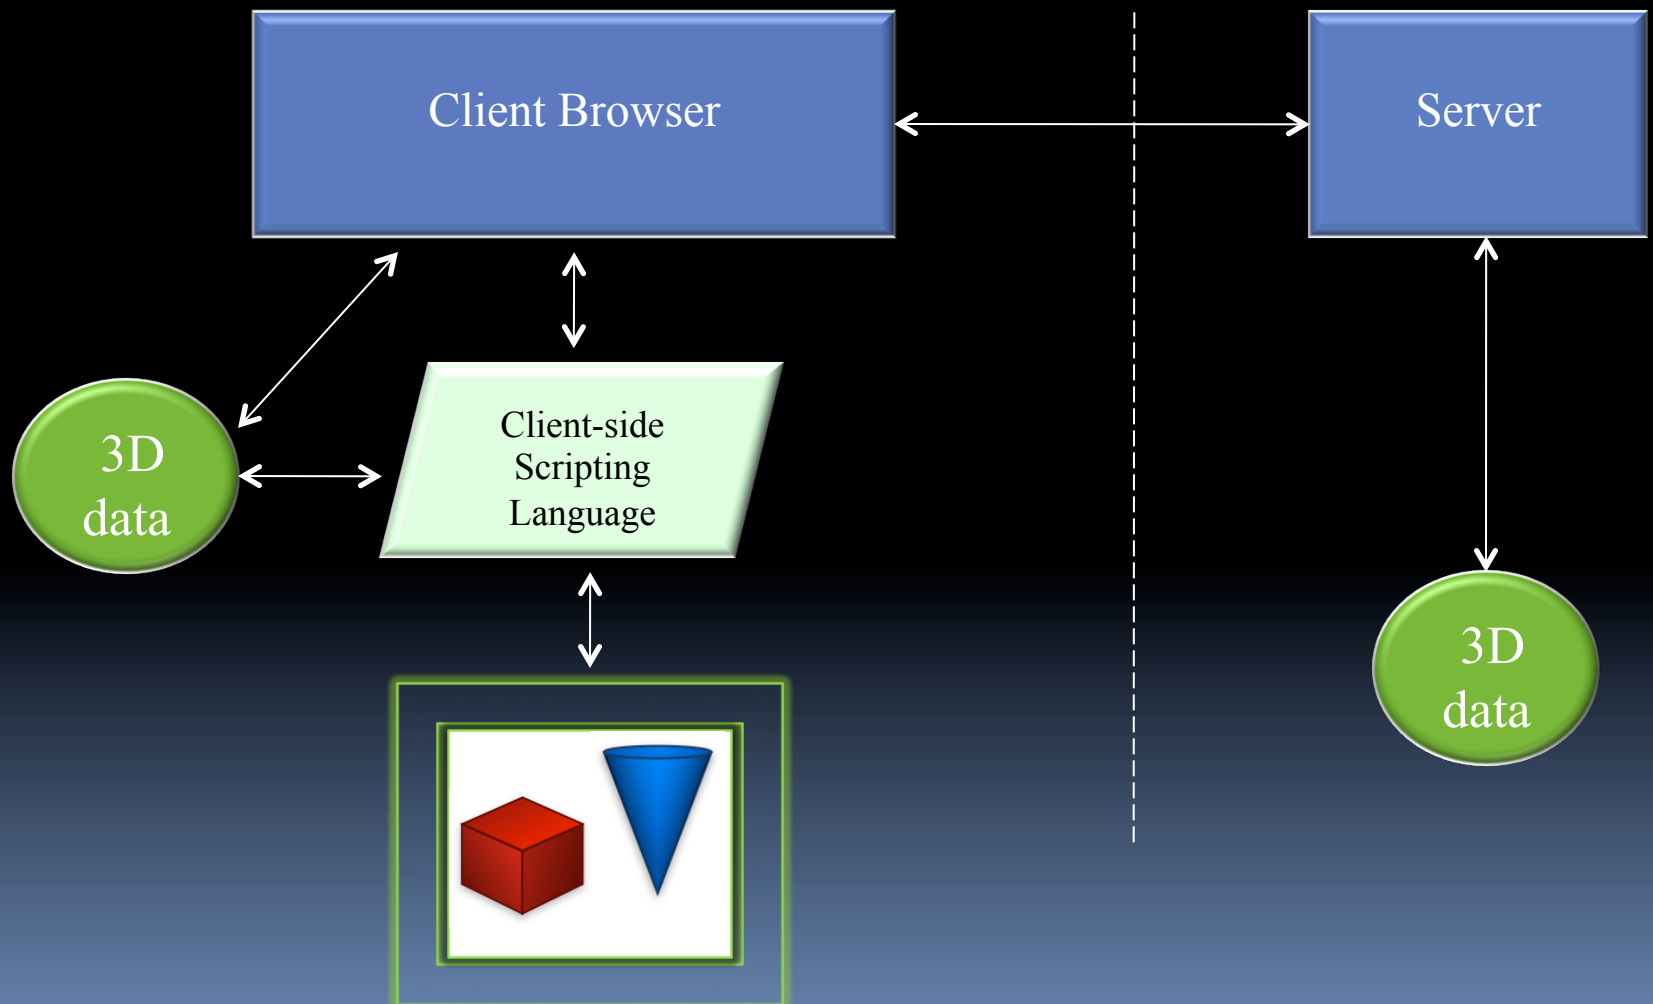 Client Browser
Server
3D
data
Client-side
Scripting
Language
3D
data